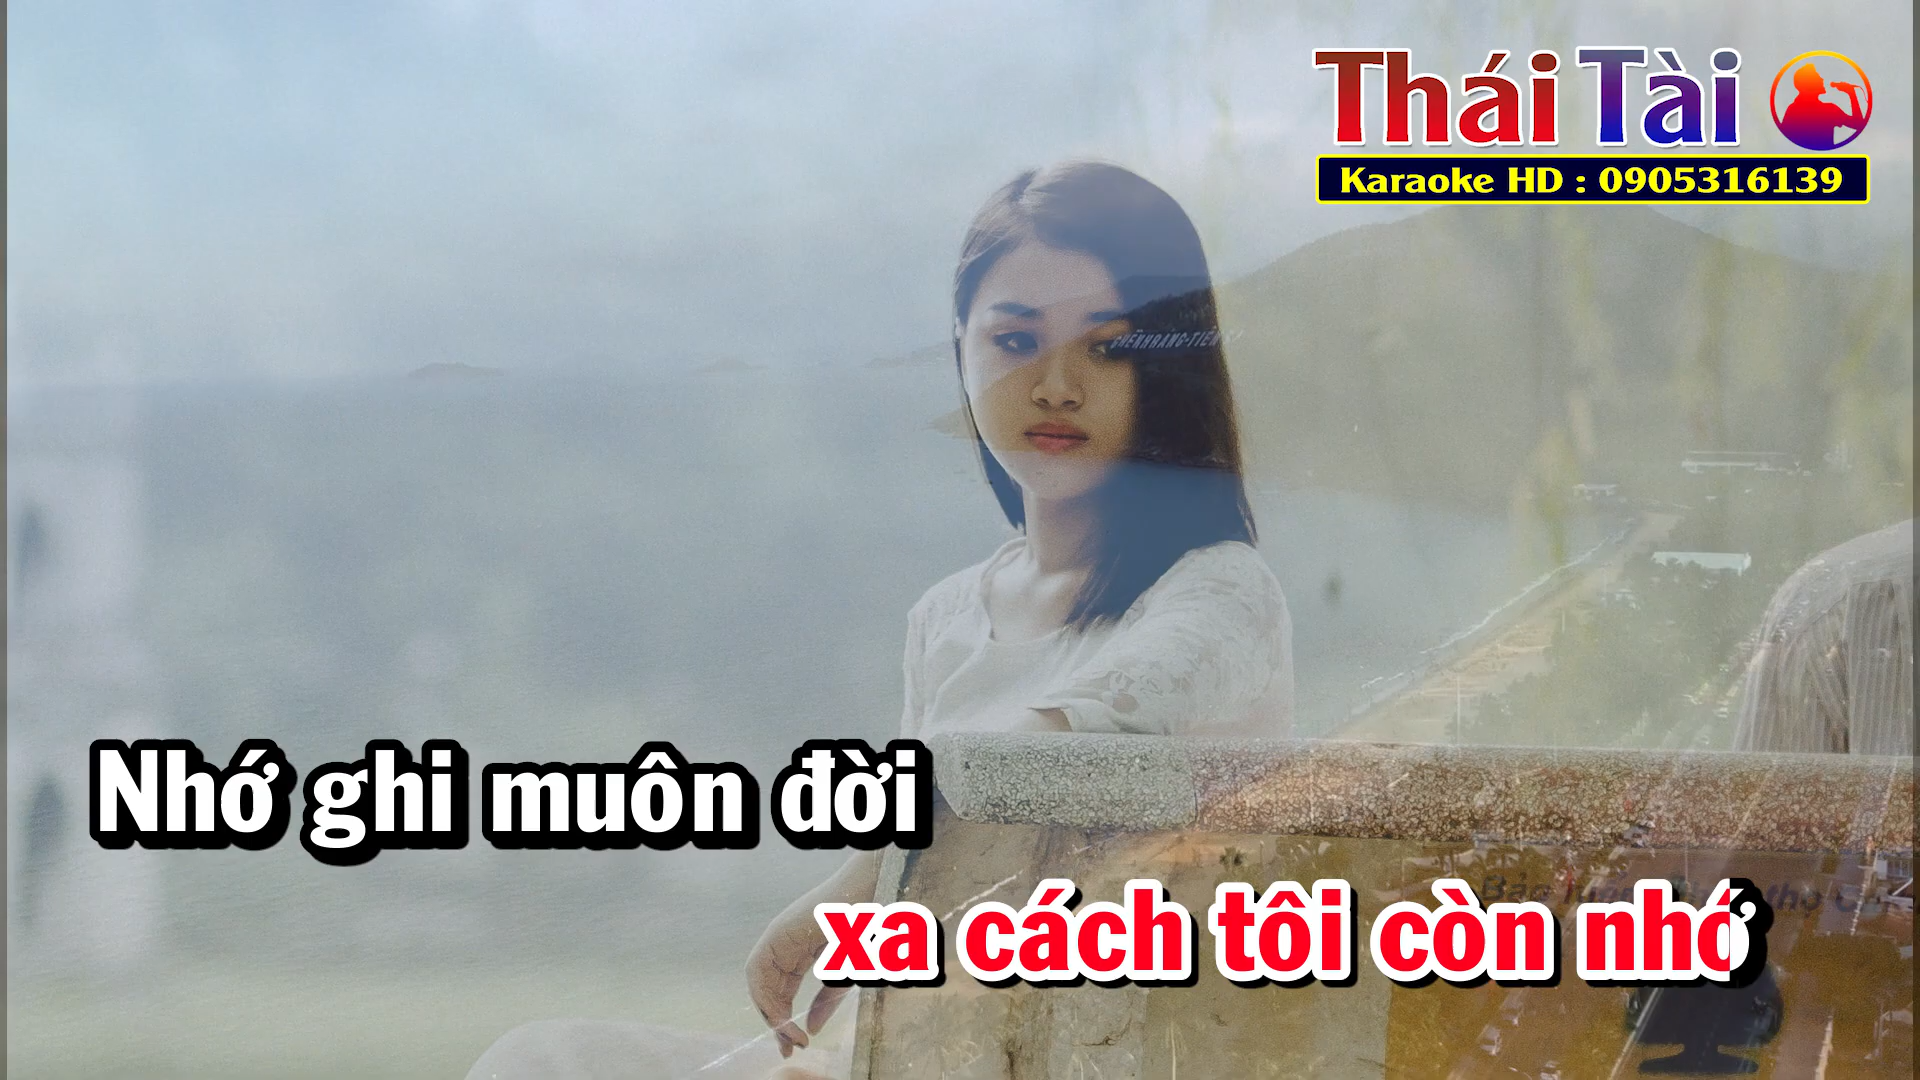 Thái Tài
Karaoke HD : 0905316139
Nhớ ghi muôn đời
xa cách tôi còn nhớ